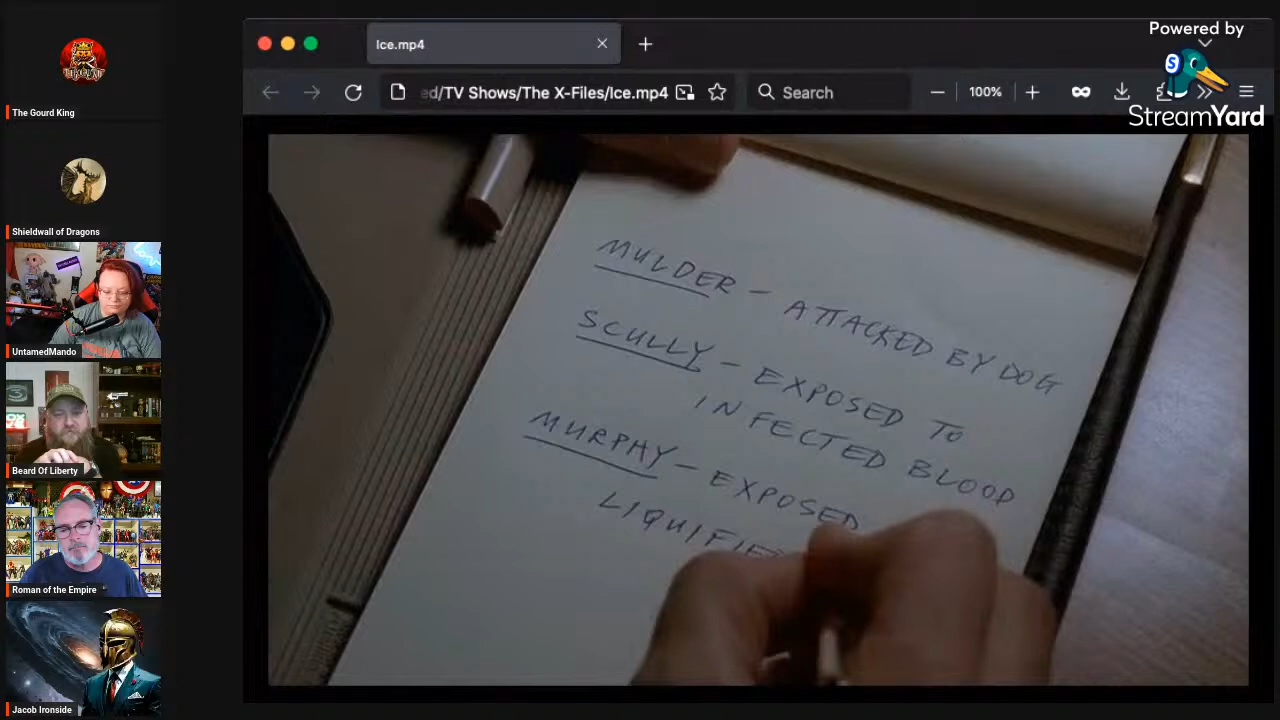 Ice.mp4
Powered by
StreamYard
ed/TV Shows/The X-Files/Ice.mp4
Search
100%
The Gourd King
Shieldwall of Dragons
UntamedMando
Beard Of Liberty
Roman of the Empire
Jacob Ironside
MULDER - ATTACKED BY DOG
SCULLY - EXPOSED TO
INFECTED BLOOD
MURPHY - EXPOSED
LIQUIFIE